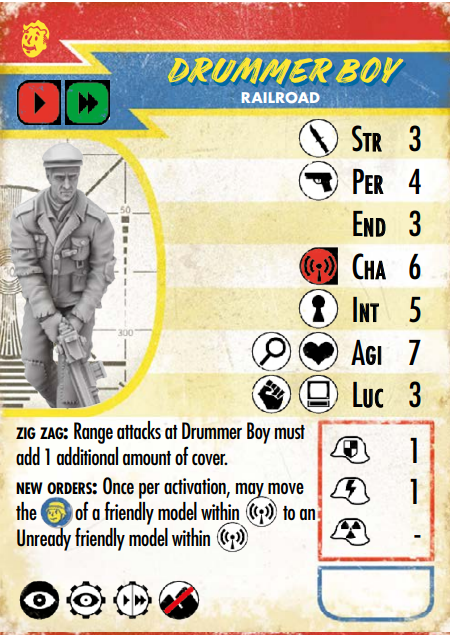 DRUMMER BOY
RAILROAD
STR 3
PER 4
END 3
CHA 6
INT 5
AGI 7
LUC 3
50
300
ZIG ZAG: Range attacks at Drummer Boy must
add 1 additional amount of cover.
NEW ORDERS: Once per activation, may move
the of a friendly model within to an
Unready friendly model within
1
1
-